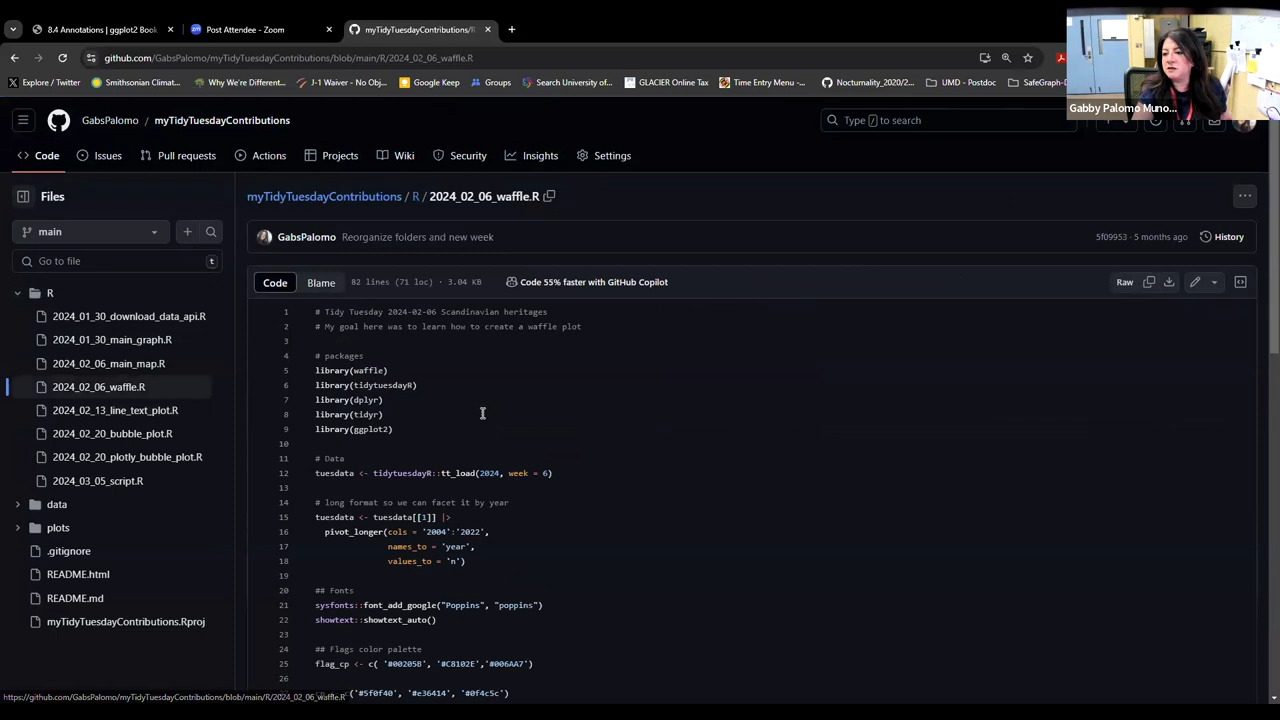 8.4 Annotations | ggplot2 Book
Post Attendee - Zoom
myTidyTuesdayContributions/R
github.com/GabsPalomo/myTidyTuesdayContributions/blob/main/R/2024_02_06_waffle.R
Explore / Twitter
Smithsonian Climat...
Why We're Different...
J-1 Waiver - No Obj...
Google Keep
Groups
Search | University of...
GLACIER Online Tax
Time Entry Menu -...
Nocturnality_2020/2...
UMD - Postdoc
SafeGraph-D
Gabby Palomo Muno...
GabsPalomo / myTidyTuesdayContributions
Type / to search
Code
Issues
Pull requests
Actions
Projects
Wiki
Security
Insights
Settings
Files
main
Go to file
t
R
2024_01_30_download_data_api.R
2024_01_30_main_graph.R
2024_02_06_main_map.R
2024_02_06_waffle.R
2024_02_13_line_text_plot.R
2024_02_20_bubble_plot.R
2024_02_20_plotly_bubble_plot.R
2024_03_05_script.R
data
plots
.gitignore
README.html
README.md
myTidyTuesdayContributions.Rproj
myTidyTuesdayContributions / R / 2024_02_06_waffle.R
GabsPalomo Reorganize folders and new week
5f09953 · 5 months ago
History
Code
Blame
82 lines (71 loc) · 3.04 KB
Code 55% faster with GitHub Copilot
Raw
1 # Tidy Tuesday 2024-02-06 Scandinavian heritages
2 # My goal here was to learn how to create a waffle plot
3
4 # packages
5 library(waffle)
6 library(tidytuesdayR)
7 library(dplyr)
8 library(tidyr)
9 library(ggplot2)
10
11 # Data
12 tuesdata <- tidytuesdayR::tt_load(2024, week = 6)
13
14 # long format so we can facet it by year
15 tuesdata <- tuesdata[[1]] |>
16 pivot_longer(cols = '2004':'2022',
17 names_to = 'year',
18 values_to = 'n')
19
20 ## Fonts
21 sysfonts::font_add_google("Poppins", "poppins")
22 showtext::showtext_auto()
23
24 ## Flags color palette
25 flag_cp <- c( '#00205B', '#C8102E','#006AA7')
26
('#5f0f40', '#e36414', '#0f4c5c')
https://github.com/GabsPalomo/myTidyTuesdayContributions/blob/main/R/2024_02_06_waffle.R